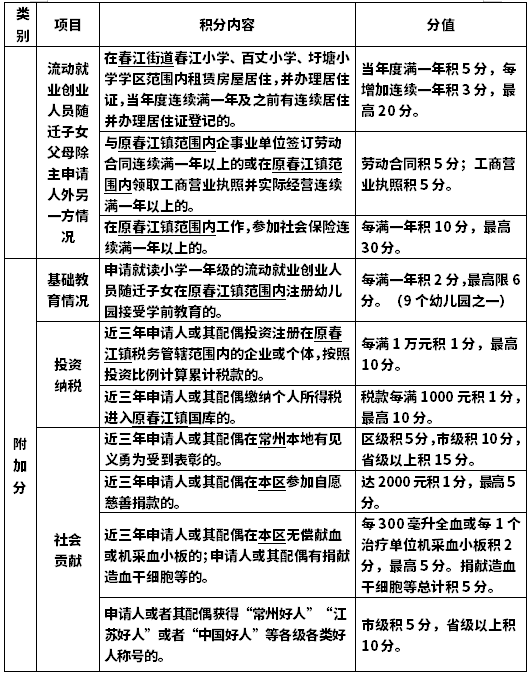 类别
项目
积分内容
分值
流动就
业创业
人员随
迁子女
父母除
主申请
人外另
一方情
况
在春江街道春江小学、百丈小学、圩塘小
学学区范围内租赁房屋居住，并办理居住
证，当年度连续满一年及之前有连续居住
并办理居住证登记的。
当年度满一年积5分，每
增加连续一年积3分，最
高20分。
与原春江镇范围内企事业单位签订劳动
合同连续满一年以上的或在原春江镇范
围内领取工商营业执照并实际经营连续
满一年以上的。
劳动合同积5分；工商营
业执照积5分。
在原春江镇范围内工作，参加社会保险连
续满一年以上的。
每满一年积10分，最高
30分。
附
加
分
基础教
育情况
申请就读小学一年级的流动就业创业人
员随迁子女在原春江镇范围内注册幼儿
园接受学前教育的。
每满一年积2分，最高限6
分。（9个幼儿园之一）
投资
纳税
近三年申请人或其配偶投资注册在原春
江镇税务管辖范围内的企业或个体，按照
投资比例计算累计税款的。
每满1万元积1分，最高
10分。
近三年申请人或其配偶缴纳个人所得税
进入原春江镇国库的。
税款每满1000元积1分，
最高10分。
社会
贡献
近三年申请人或其配偶在常州本地有见
义勇为受到表彰的。
区级积5分，市级积10分，
省级以上积15分。
近三年申请人或其配偶在本区参加自愿
慈善捐款的。
达2000元积1分，最高5
分。
近三年申请人或其配偶在本区无偿献血
或机采血小板的；申请人或其配偶有捐献
造血干细胞等的。
每300毫升全血或每1个
治疗单位机采血小板积2
分，最高5分。捐献造血
干细胞等总计积5分。
申请人或者其配偶获得“常州好人”“江
苏好人”或者“中国好人”等各级各类好
人称号的。
市级积5分，省级以上积
10分。